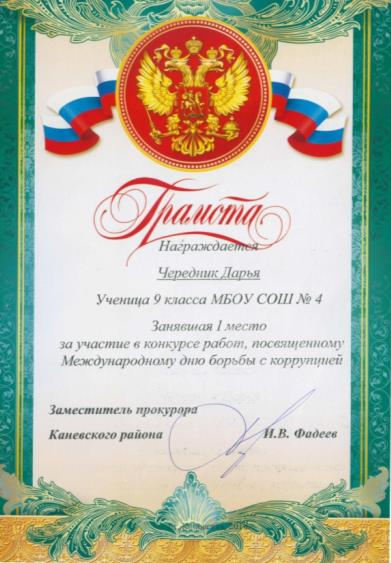 Грамота
Награждается
Чередник Дарья
Ученица 9 класса МБОУ СОШ № 4
Занявшая I место
за участие в конкурсе работ, посвященному
Международному дню борьбы с коррупцией
Заместитель прокурора
Каневского района И.В. Фадеев